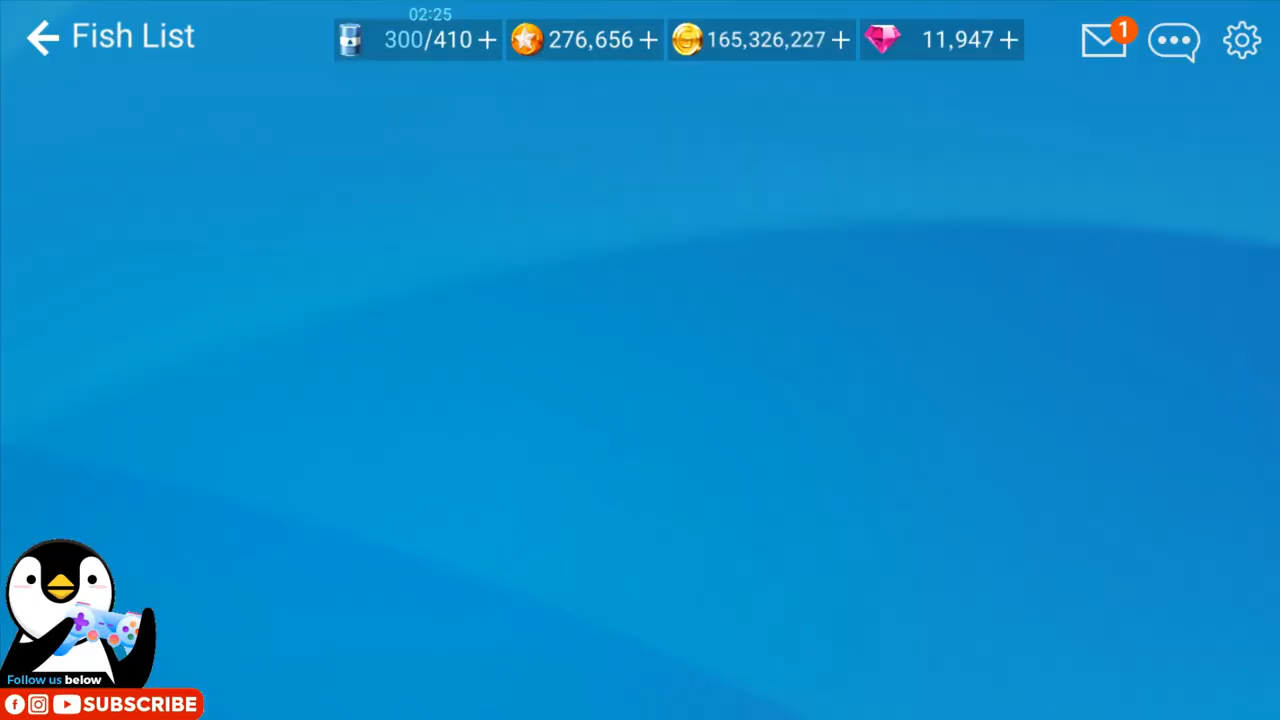 02:25
Fish List
300/410 +
276,656 +
165,326,227 +
11,947 +
1
Follow us below
SUBSCRIBE